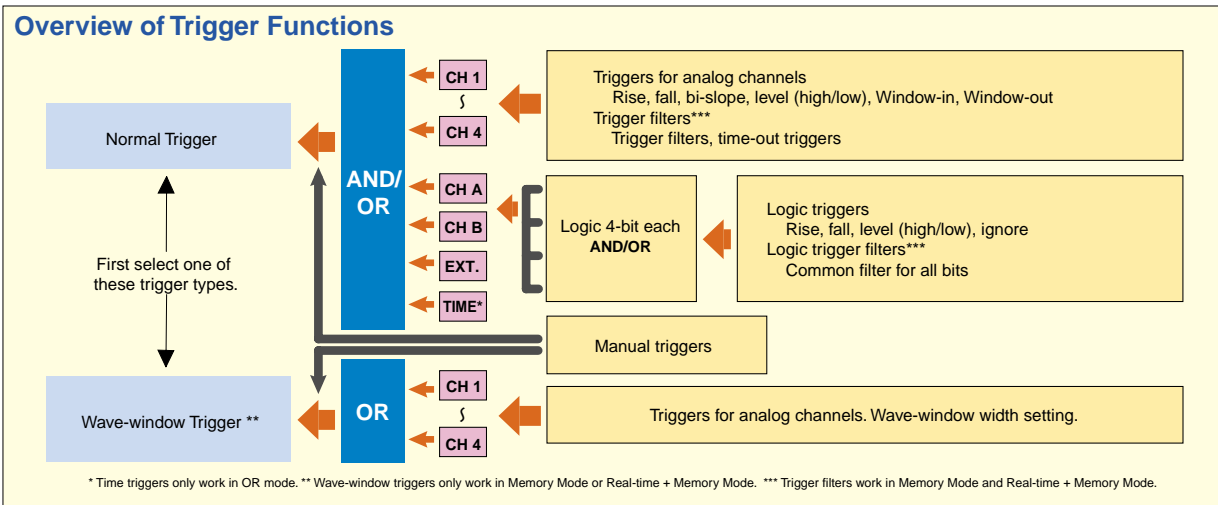 Overview of Trigger Functions
Normal Trigger
First select one of
these trigger types.
Wave-window Trigger **
AND/
OR
CH 1
CH 4
CH A
CH B
EXT.
TIME*
Triggers for analog channels
Rise, fall, bi-slope, level (high/low), Window-in, Window-out
Trigger filters***
Trigger filters, time-out triggers
Logic 4-bit each
AND/OR
Logic triggers
Rise, fall, level (high/low), ignore
Logic trigger filters***
Common filter for all bits
Manual triggers
OR
CH 1
CH 4
Triggers for analog channels. Wave-window width setting.
* Time triggers only work in OR mode. ** Wave-window triggers only work in Memory Mode or Real-time + Memory Mode. *** Trigger filters work in Memory Mode and Real-time + Memory Mode.